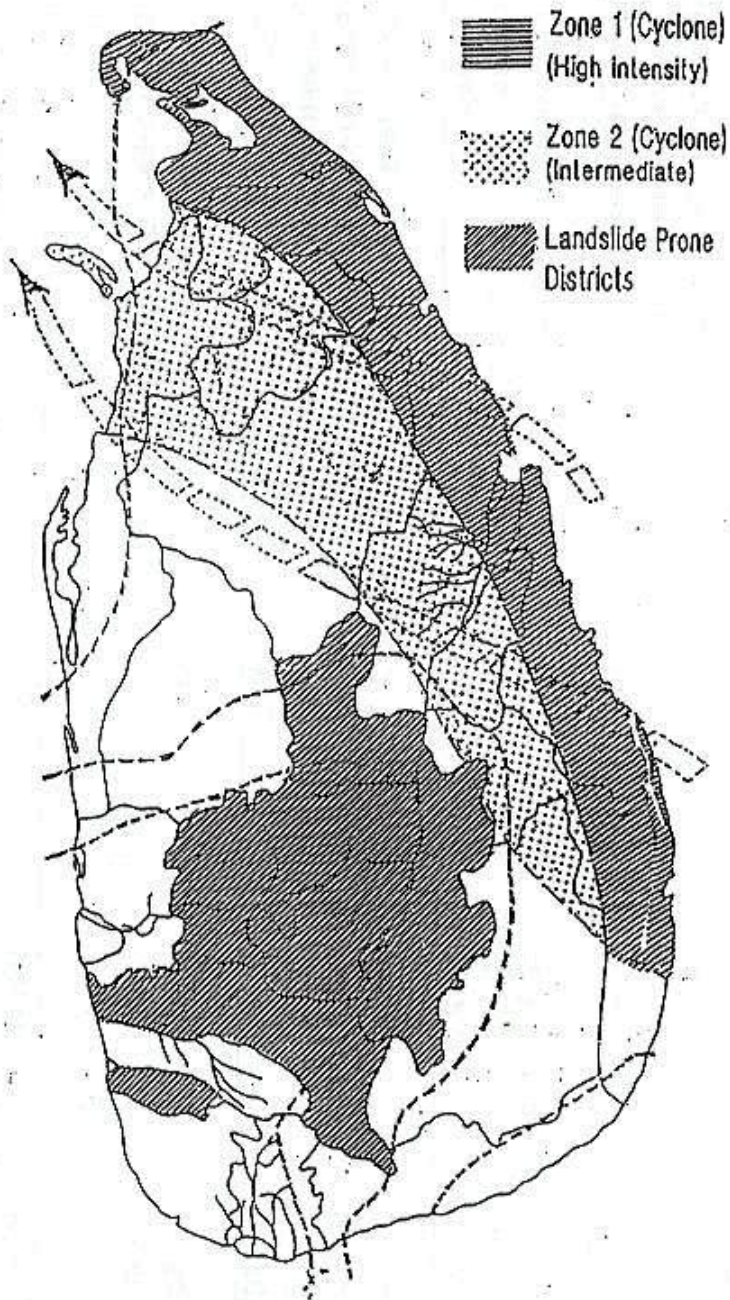 Zone 1 (Cyclone)
(High intensity)
Zone 2 (Cyclone)
(Intermediate)
Landslide Prone
Districts